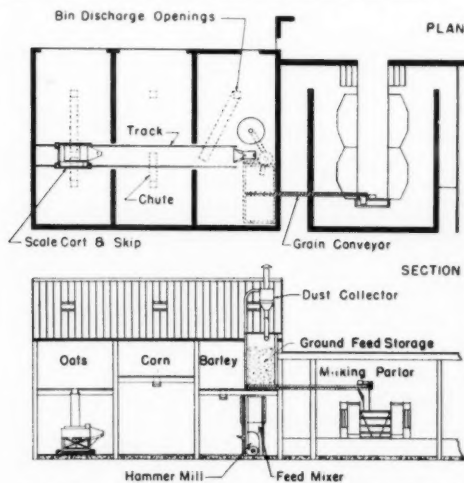 Bin Discharge Openings
PLAN
Track
Chute
Scale Cart & Skip
Grain Conveyor
SECTION
Dust Collector
Ground Feed Storage
Oats Corn Barley Milking Parlor
Hammer Mill Feed Mixer